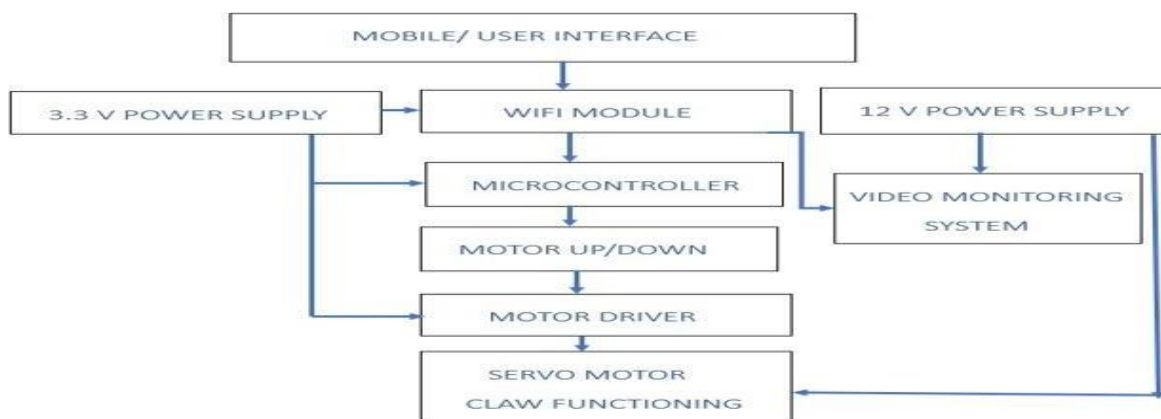 MOBILE/ USER INTERFACE
3.3 V POWER SUPPLY
WIFI MODULE
12 V POWER SUPPLY
MICROCONTROLLER
VIDEO MONITORING
SYSTEM
MOTOR UP/DOWN
MOTOR DRIVER
SERVO MOTOR
CLAW FUNCTIONING